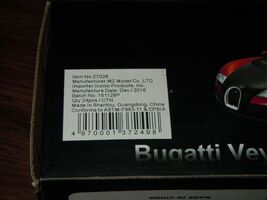 Item No:27028
Manufacturer:MZ Model Co.,LTD
Importer:Iconic Products, Inc.
Manufacture Date: Dec / 2016
Batch No: 161128P
Qty:24pcs / CTN
Made in Shantou, Guangdong, China
Conforms to ASTM-F963-11 & CPSIA
4 970001 372498
Bugatti Vey